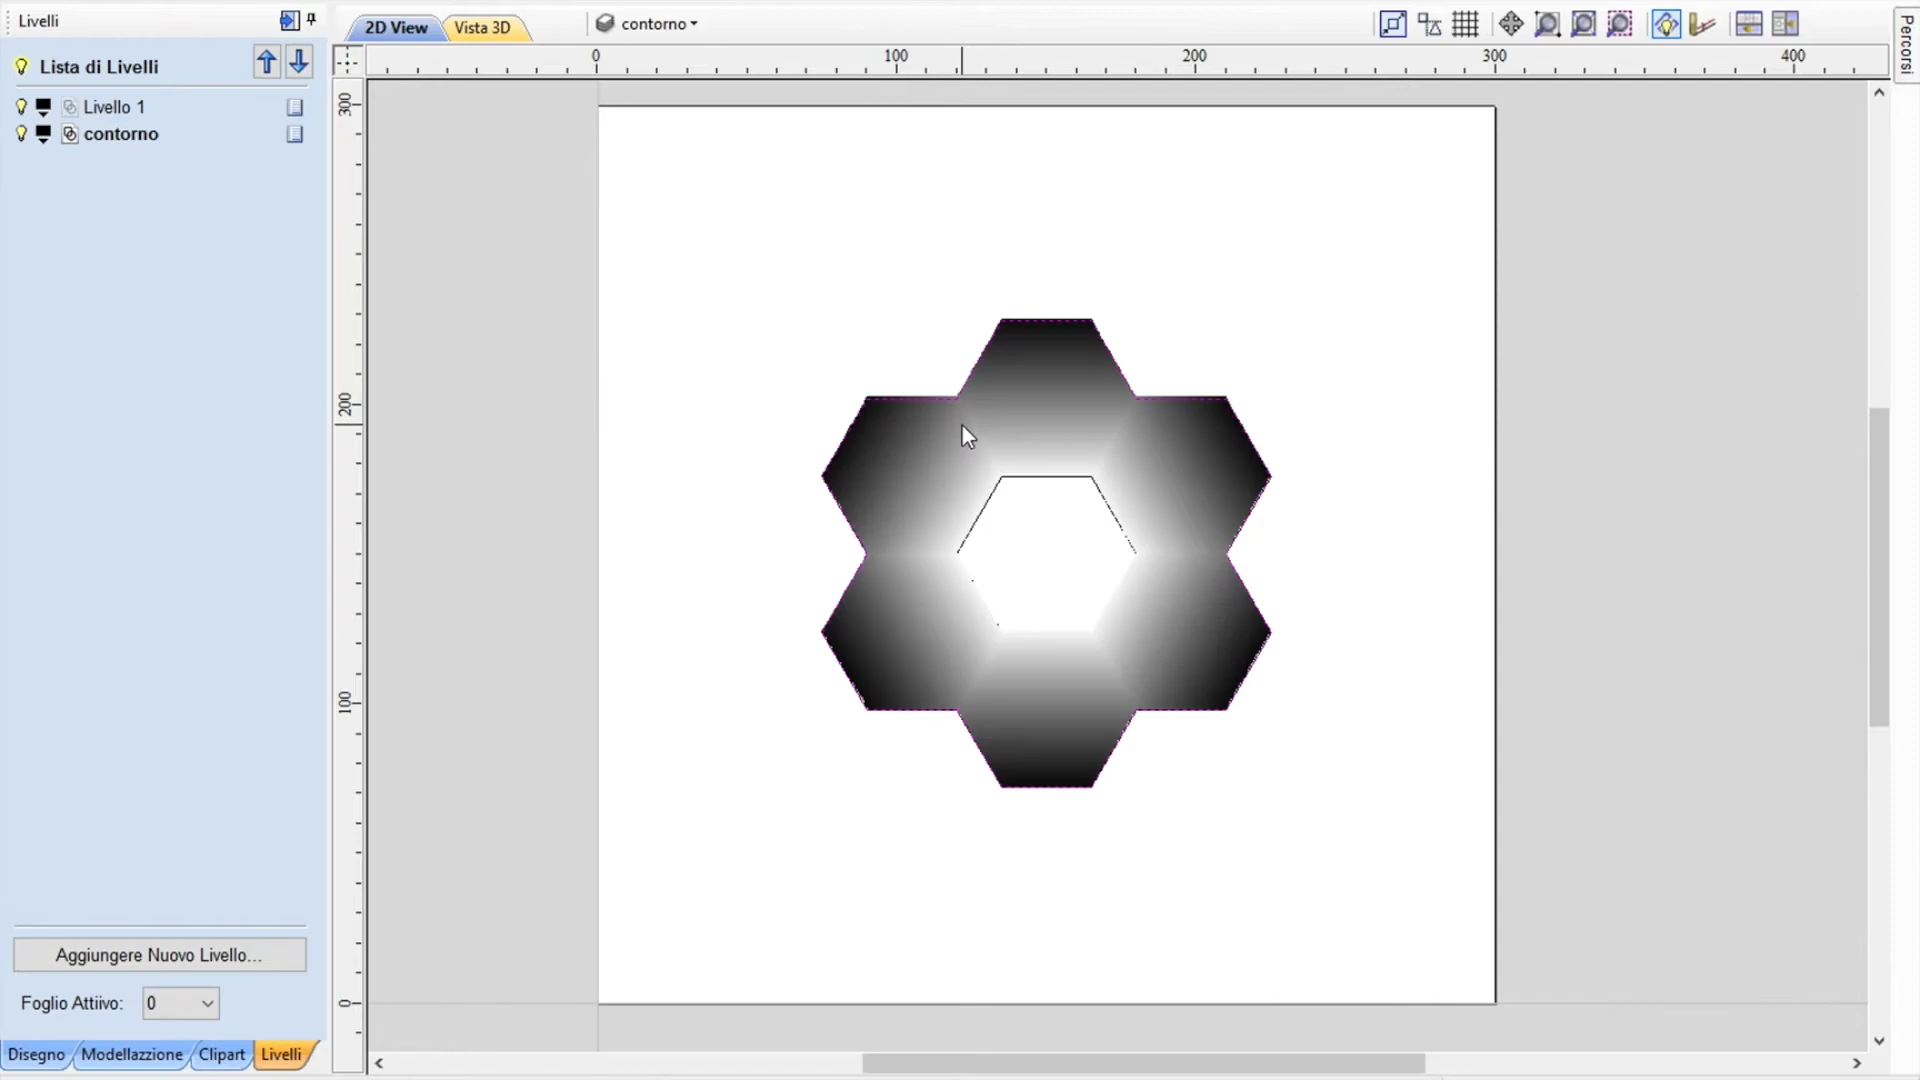 Livelli
2D View
Vista 3D
contorno
Percorsi
Lista di Livelli
Livello 1
contorno
0 100 200 300 400
300
200
100
0
Aggiungere Nuovo Livello...
Foglio Attiivo: 0
Disegno Modellazzione Clipart Livelli